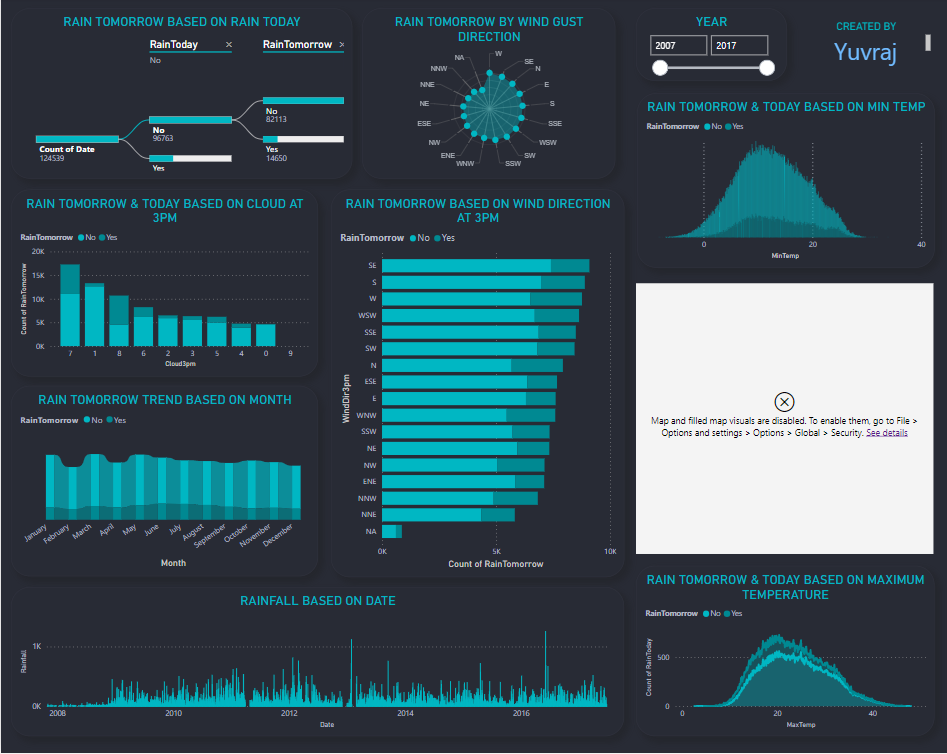 RAIN TOMORROW BASED ON RAIN TODAY
RainToday ×
RainTomorrow ×
No
Count of Date
124539
No
96763
Yes
No
82113
Yes
14650
RAIN TOMORROW BY WIND GUST
DIRECTION
W
SE
N
E
S
SSE
WSW
SW
SSW
WNW
ENE
NW
ESE
NE
NNE
NNW
NA
YEAR
2007
2017
CREATED BY
Yuvraj
RAIN TOMORROW & TODAY BASED ON MIN TEMP
RainTomorrow No Yes
0
20
40
MinTemp
RAIN TOMORROW & TODAY BASED ON CLOUD AT
3PM
RainTomorrow No Yes
Count of RainTomorrow
20K
15K
10K
5K
0K
7 1 8 6 2 3 5 4 0 9
Cloud3pm
RAIN TOMORROW BASED ON WIND DIRECTION
AT 3PM
RainTomorrow No Yes
WindDir3pm
SE
S
W
WSW
SSE
SW
N
ESE
E
WNW
SSW
NE
NW
ENE
NNW
NNE
NA
0K 5K 10K
Count of RainTomorrow
Map and filled map visuals are disabled. To enable them, go to File >
Options and settings > Options > Global > Security. See details
RAIN TOMORROW TREND BASED ON MONTH
RainTomorrow No Yes
January
February
March
April
May
June
July
August
September
October
November
December
Month
RAINFALL BASED ON DATE
Rainfall
1K
0K
2008 2010 2012 2014 2016
Date
RAIN TOMORROW & TODAY BASED ON MAXIMUM
TEMPERATURE
RainTomorrow No Yes
Count of RainToday
500
0
0 20 40
MaxTemp